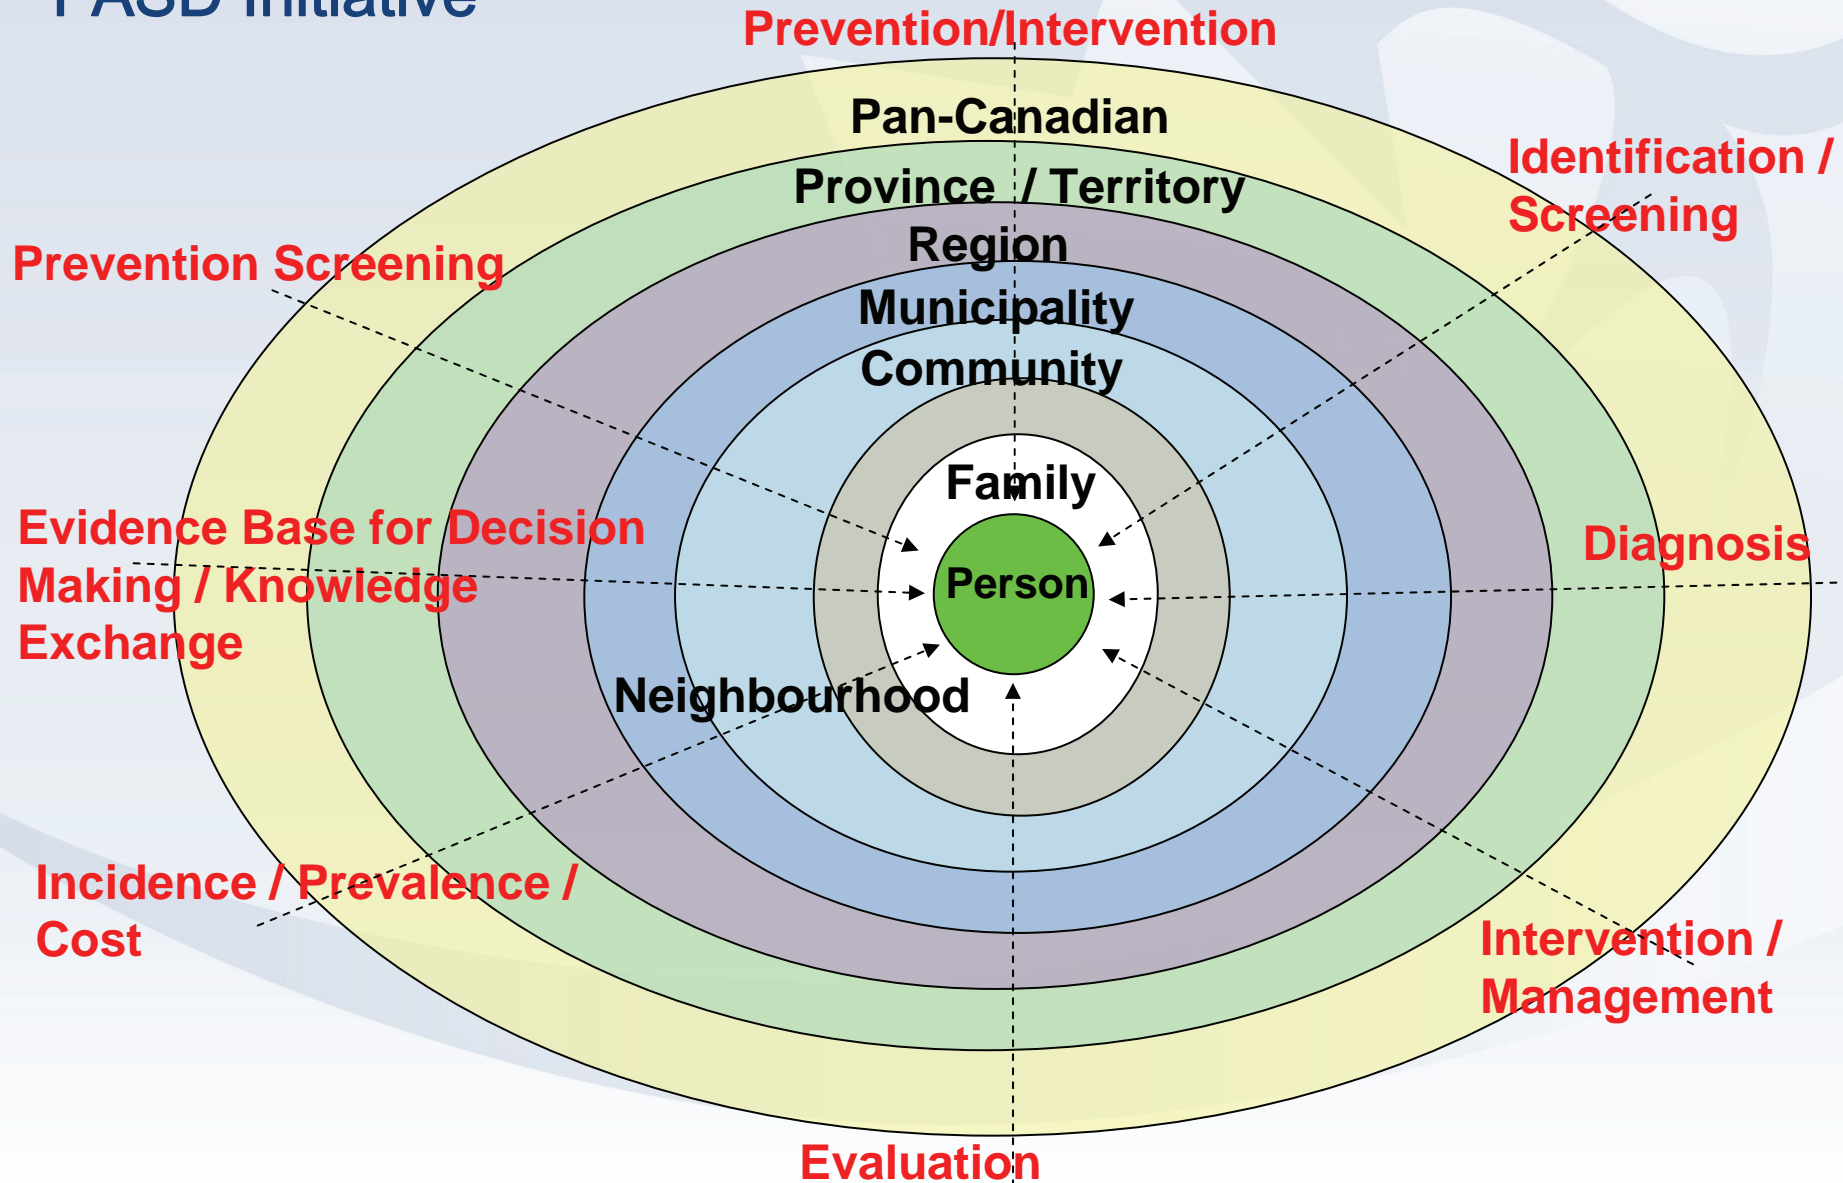 FASD Initiative
Prevention/Intervention
Pan-Canadian
Identification /
Screening
Province / Territory
Region
Prevention Screening
Municipality
Community
Family
Evidence Base for Decision
Making / Knowledge
Exchange
Diagnosis
Person
Neighbourhood
Incidence / Prevalence /
Cost
Intervention /
Management
Evaluation